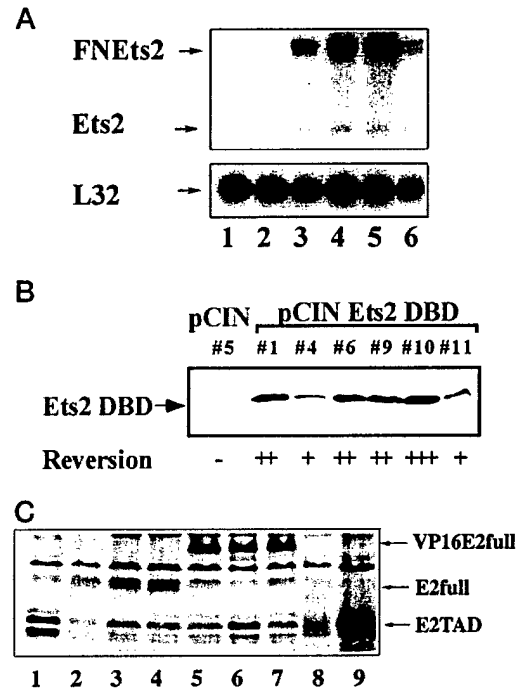 A
FNEts2
Ets2
L32
1 2 3 4 5 6
B
pCIN pCIN Ets2 DBD
#5 #1 #4 #6 #9 #10 #11
Ets2 DBD
Reversion - ++ + ++ ++ +++ +
C
VP16E2full
E2full
E2TAD
1 2 3 4 5 6 7 8 9